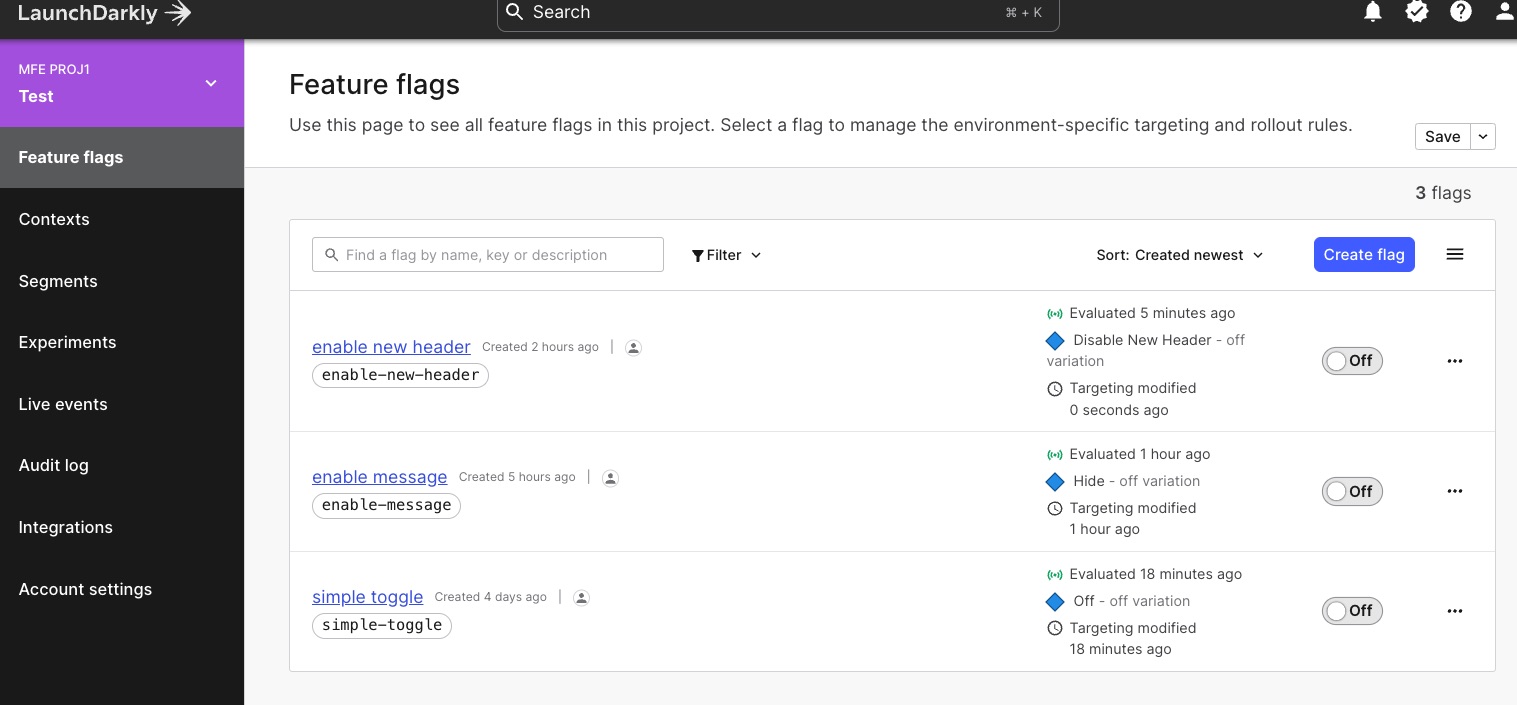 LaunchDarkly
Search
⌘ + K
MFE PROJ1
Test
Feature flags
Contexts
Segments
Experiments
Live events
Audit log
Integrations
Account settings
Feature flags
Use this page to see all feature flags in this project. Select a flag to manage the environment-specific targeting and rollout rules.
Save
3 flags
Find a flag by name, key or description
Filter
Sort: Created newest
Create flag
enable new header Created 2 hours ago |
enable-new-header
Evaluated 5 minutes ago
Disable New Header - off
variation
Targeting modified
0 seconds ago
Off
enable message Created 5 hours ago |
enable-message
Evaluated 1 hour ago
Hide - off variation
Targeting modified
1 hour ago
Off
simple toggle Created 4 days ago |
simple-toggle
Evaluated 18 minutes ago
Off - off variation
Targeting modified
18 minutes ago
Off